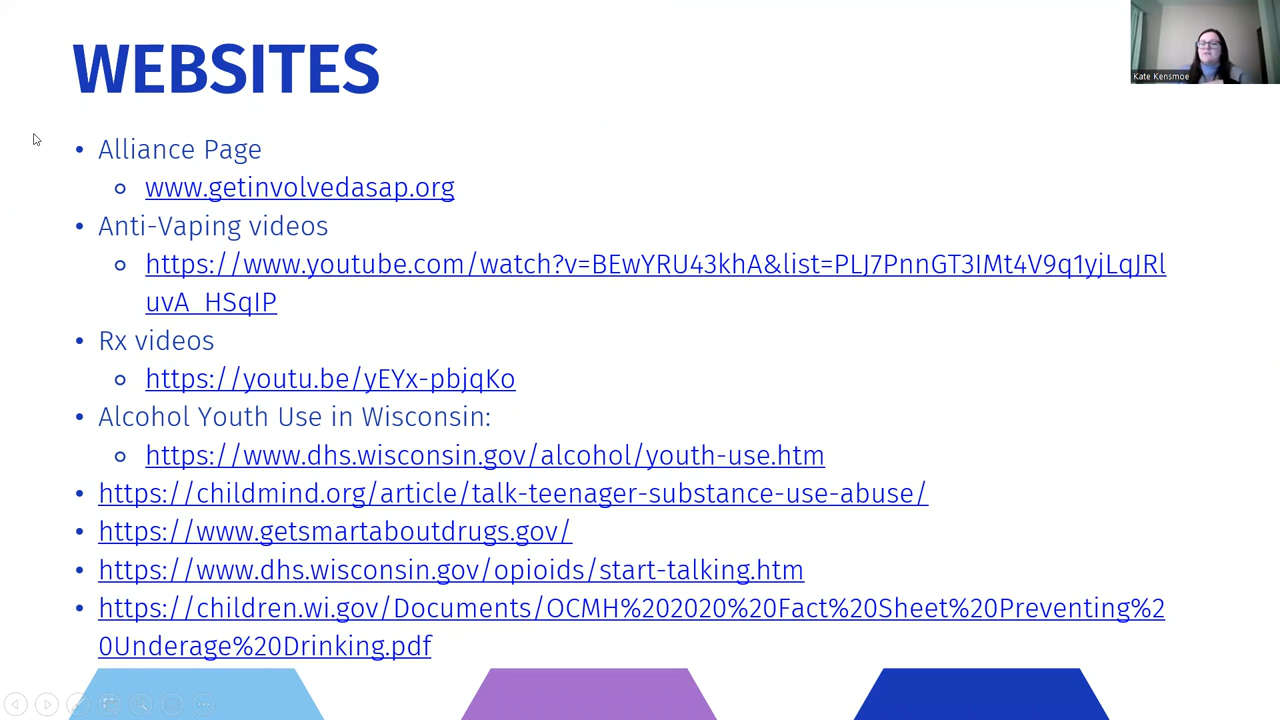 WEBSITES
Kate Kensmoe
Alliance Page
www.getinvolvedasap.org
Anti-Vaping videos
https://www.youtube.com/watch?v=BEwYRU43khA&list=PLJ7PnnGT3IMt4V9q1yjLqJRl
uvA_HSqIP
Rx videos
https://youtu.be/yEYx-pbjqKo
Alcohol Youth Use in Wisconsin:
https://www.dhs.wisconsin.gov/alcohol/youth-use.htm
https://childmind.org/article/talk-teenager-substance-use-abuse/
https://www.getsmartaboutdrugs.gov/
https://www.dhs.wisconsin.gov/opioids/start-talking.htm
https://children.wi.gov/Documents/OCMH%202020%20Fact%20Sheet%20Preventing%2
0Underage%20Drinking.pdf